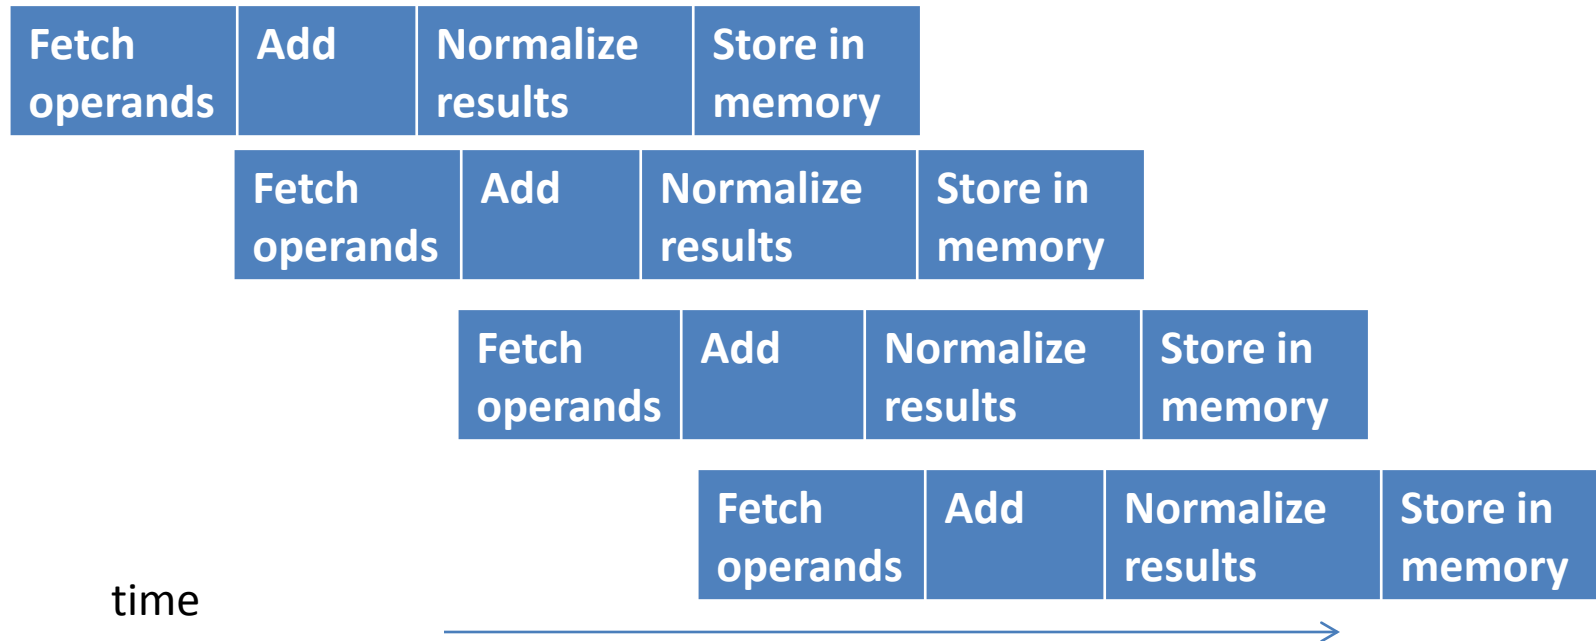 Fetch Add Normalize Store in
operands results memory
Fetch Add Normalize Store in
operands results memory
Fetch Add Normalize Store in
operands results memory
Fetch Add Normalize Store in
operands results memory
time